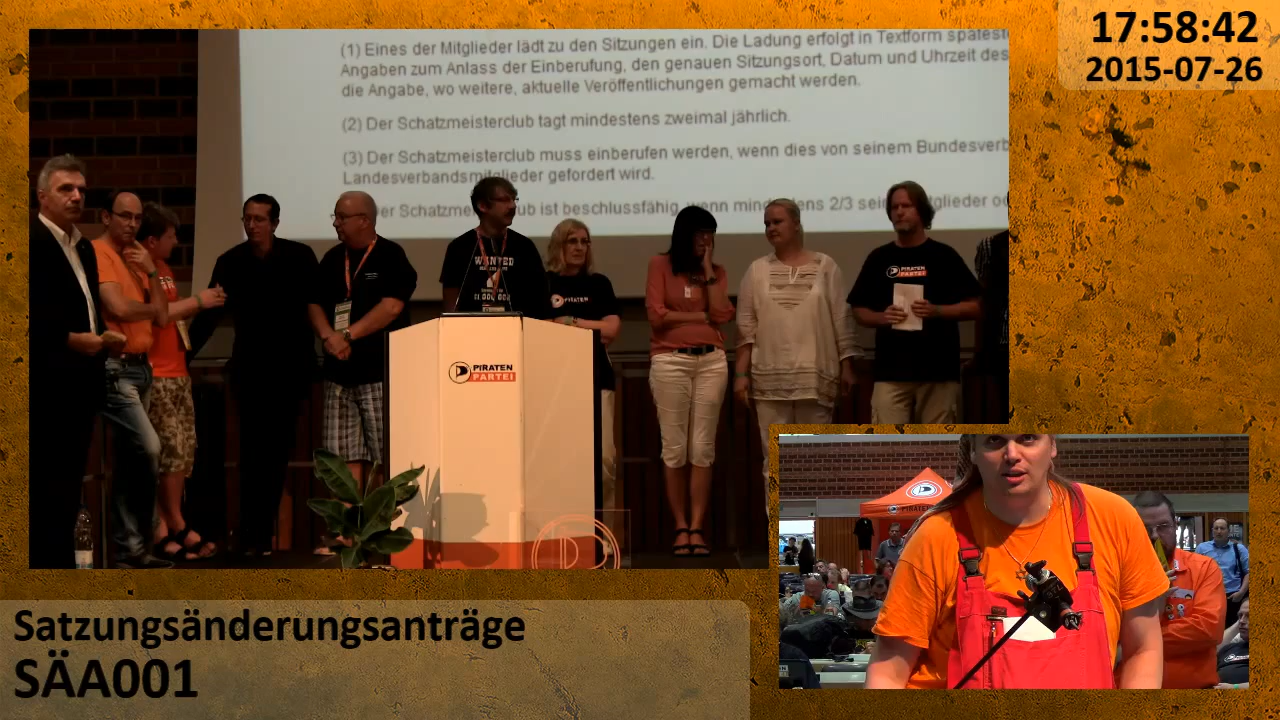 17:58:42
2015-07-26
(1) Eines der Mitglieder lädt zu den Sitzungen ein. Die Ladung erfolgt in Textform spätest
Angaben zum Anlass der Einberufung, den genauen Sitzungsort, Datum und Uhrzeit des
die Angabe, wo weitere, aktuelle Veröffentlichungen gemacht werden.
(2) Der Schatzmeisterclub tagt mindestens zweimal jährlich.
(3) Der Schatzmeisterclub muss einberufen werden, wenn dies von seinem Bundesverb
Landesverbandsmitglieder gefordert wird.
Der ist beschlussfähig, wenn mindestens 2/3
WANTED
PIRATEN
PIRATEN
PARTEI
PIRATEN
PARTEI
Satzungsänderungsanträge
SÄA001